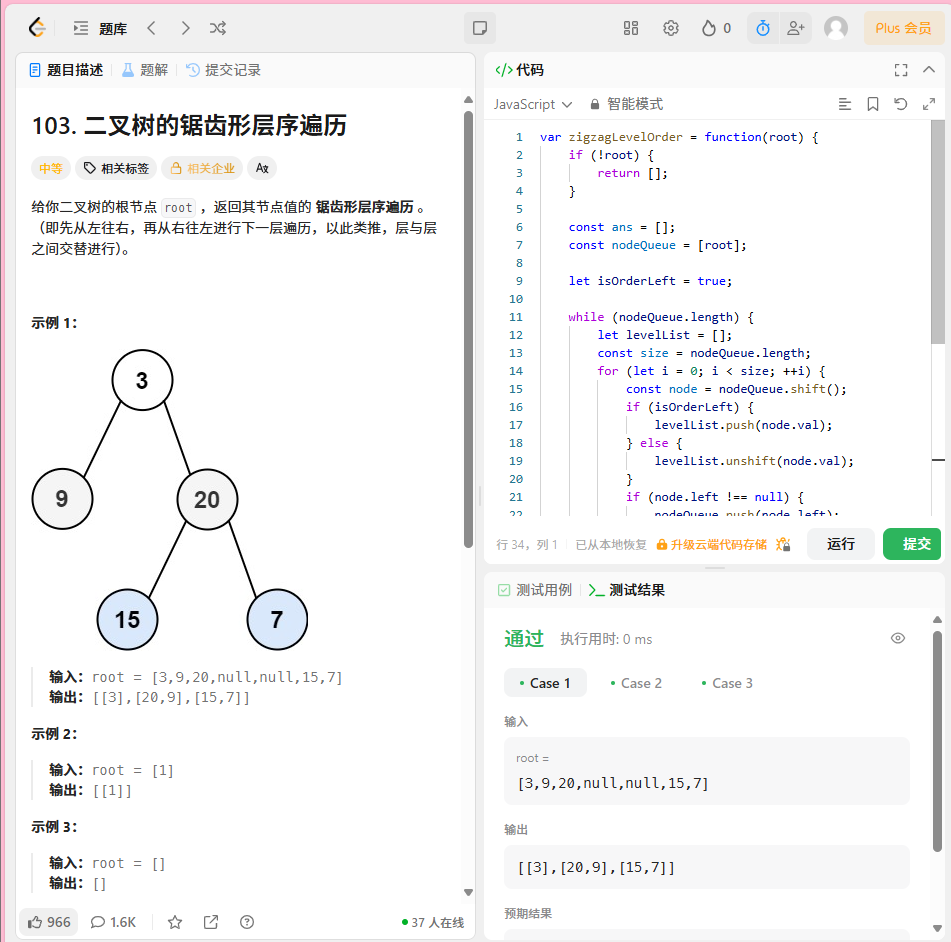 题库
0
Plus 会员
题目描述
题解
提交记录
103. 二叉树的锯齿形层序遍历
中等
相关标签
相关企业
给你二叉树的根节点 root ，返回其节点值的 锯齿形层序遍历 。
（即先从左往右，再从右往左进行下一层遍历，以此类推，层与层
之间交替进行）。
示例 1：
3
9
20
15
7
输入：root = [3,9,20,null,null,15,7]
输出：[[3],[20,9],[15,7]]
示例 2：
输入：root = [1]
输出：[[1]]
示例 3：
输入：root = []
输出：[]
966
1.6K
37 人在线
</> 代码
JavaScript
智能模式
1 var zigzagLevelOrder = function(root) {
2 if (!root) {
3 return [];
4 }
5
6 const ans = [];
7 const nodeQueue = [root];
8
9 let isOrderLeft = true;
10
11 while (nodeQueue.length) {
12 let levelList = [];
13 const size = nodeQueue.length;
14 for (let i = 0; i < size; ++i) {
15 const node = nodeQueue.shift();
16 if (isOrderLeft) {
17 levelList.push(node.val);
18 } else {
19 levelList.unshift(node.val);
20 }
21 if (node.left !== null) {
22 nodeQueue.push(node.left);
行 34，列 1
已从本地恢复
升级云端代码存储
运行
提交
测试用例
测试结果
通过
执行用时: 0 ms
Case 1
Case 2
Case 3
输入
root =
[3,9,20,null,null,15,7]
输出
[[3],[20,9],[15,7]]
预期结果